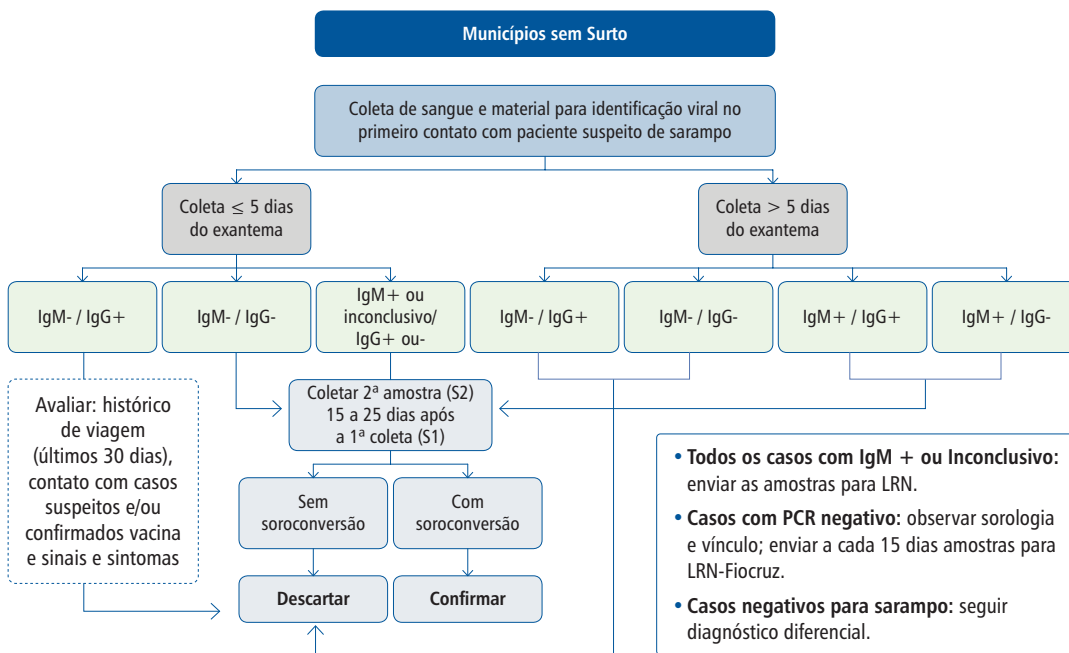 Municípios sem Surto
Coleta de sangue e material para identificação viral no
primeiro contato com paciente suspeito de sarampo
Coleta ≤ 5 dias
do exantema
Coleta > 5 dias
do exantema
IgM- / IgG+
IgM- / IgG-
IgM+ ou
inconclusivo/
IgG+ ou-
IgM- / IgG+
IgM- / IgG-
IgM+ / IgG+
IgM+ / IgG-
Avaliar: histórico
de viagem
(últimos 30 dias),
contato com casos
suspeitos e/ou
confirmados vacina
e sinais e sintomas
Coletar 2ª amostra (S2)
15 a 25 dias após
a 1ª coleta (S1)
Sem
soroconversão
Com
soroconversão
Descartar
Confirmar
• Todos os casos com IgM + ou Inconclusivo:
enviar as amostras para LRN.
• Casos com PCR negativo: observar sorologia
e vínculo; enviar a cada 15 dias amostras para
LRN-Fiocruz.
• Casos negativos para sarampo: seguir
diagnóstico diferencial.